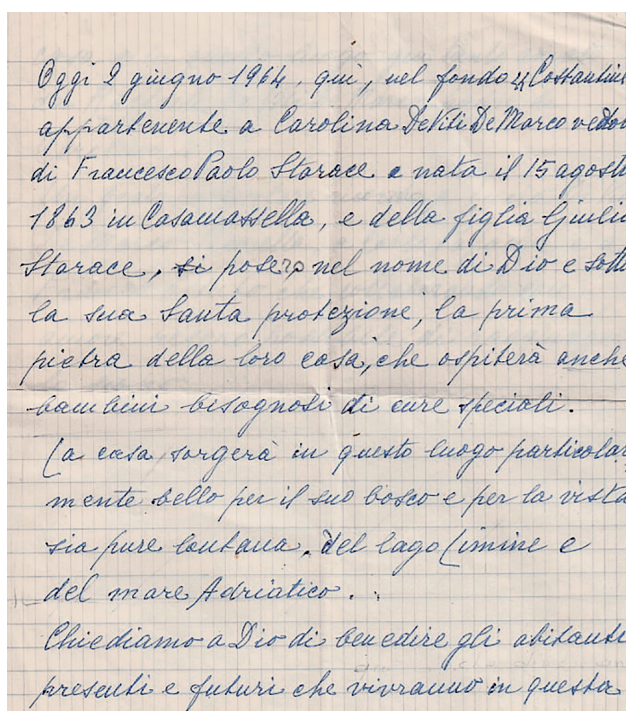 Oggi 2 giugno 1964, qui, nel fondo Costantine
appartenente a Carolina De Viti De Marco vedov
di Francesco Paolo Starace e nata il 15 agosto
1863 in Casamassella, e della figlia Giulia
Starace, si posero nel nome di Dio e sotto
la sua Santa protezione, la prima
pietra della loro casa, che ospiterà anche
bambini bisognosi di cure speciali.
La casa sorgerà in questo luogo particolar
mente bello per il suo bosco e per la vista
sia pure lontana, del lago Limine e
del mare Adriatico.
Chiediamo a Dio di benedire gli abitanti
presenti e futuri che vivranno in questa